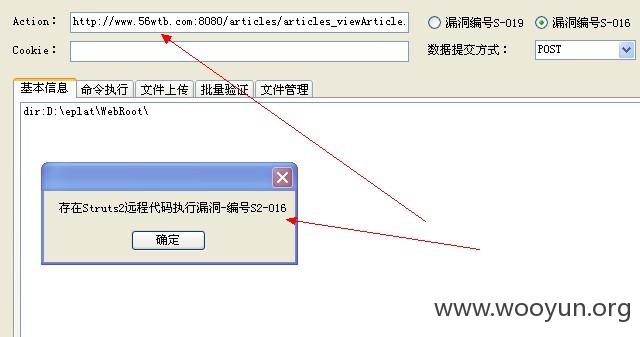 Action： http://www.56wtb.com:8080/articles/articles_viewArticle. 漏洞编号S-019 漏洞编号S-016
Cookie： 数据提交方式： POST
基本信息 命令执行 文件上传 批量验证 文件管理
dir:D:\eplat\WebRoot\
存在Struts2远程代码执行漏洞-编号S2-016
确定
www.wooyun.org